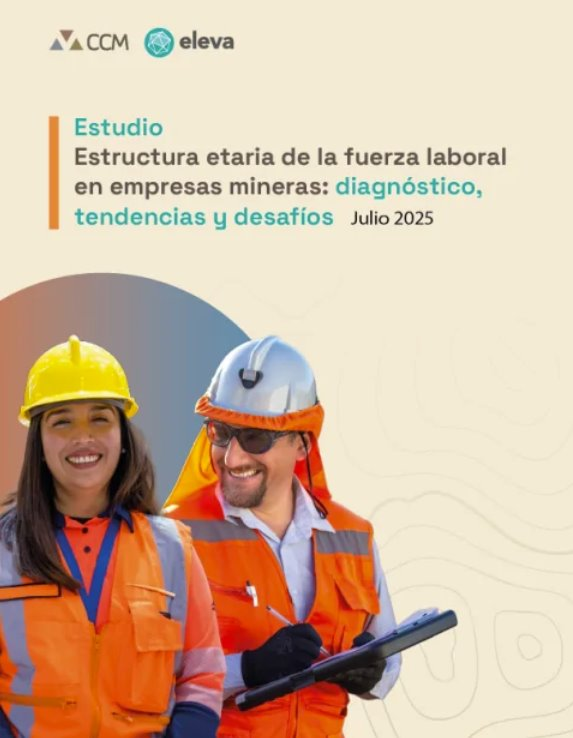 CCM eleva
Estudio
Estructura etaria de la fuerza laboral
en empresas mineras: diagnóstico,
tendencias y desafíos Julio 2025